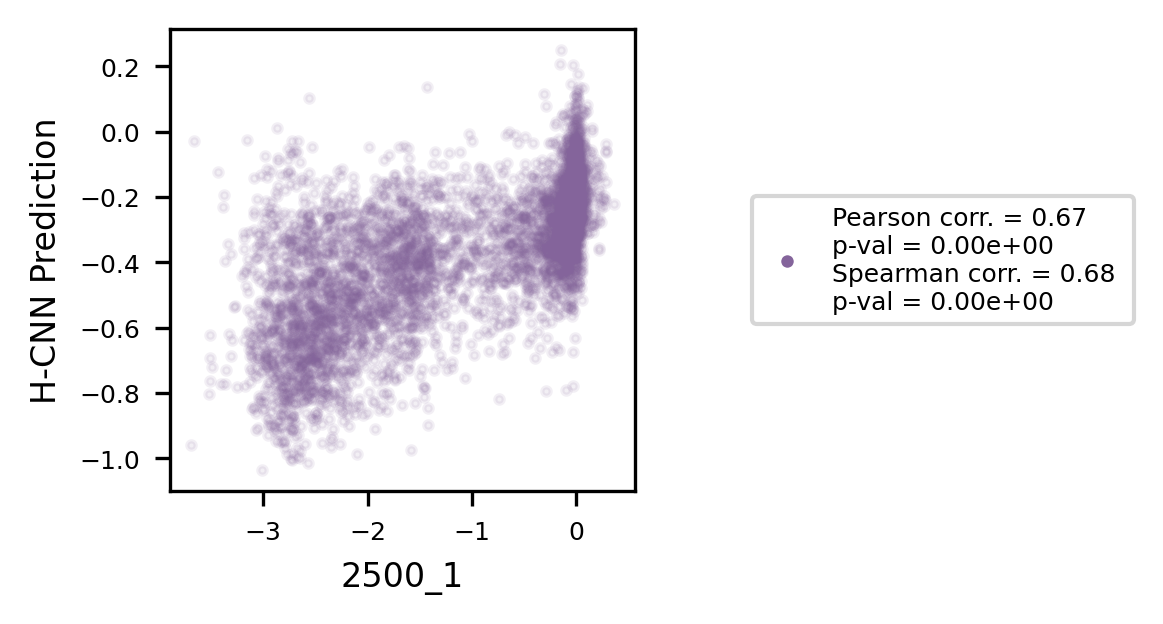 H-CNN Prediction
0.2
0.0
−0.2
−0.4
−0.6
−0.8
−1.0
−3
−2
−1
0
2500_1
Pearson corr. = 0.67
p-val = 0.00e+00
Spearman corr. = 0.68
p-val = 0.00e+00